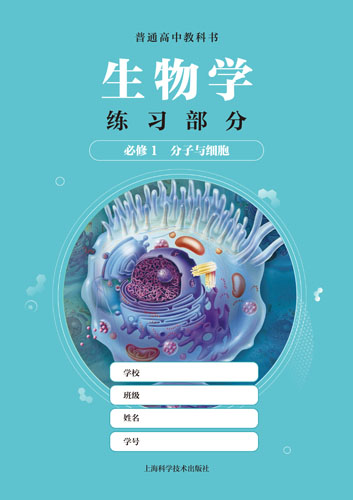 普通高中教科书
生物学
练习部分
必修 1 分子与细胞
学校
班级
姓名
学号
上海科学技术出版社